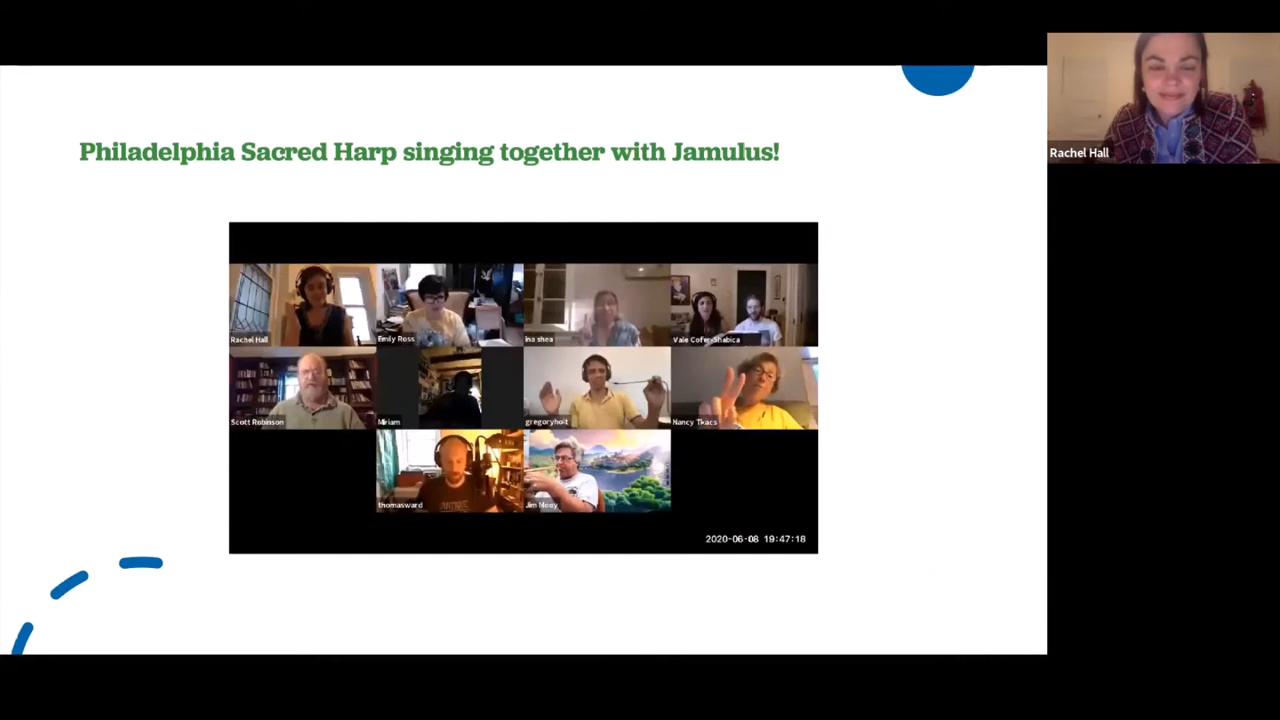 Philadelphia Sacred Harp singing together with Jamulus!
Rachel Hall
Rachel Hall
Emily Ross
ina shea
Vale Cofer-Shabica
Scott Robinson
Miriam
gregoryholt
Nancy Tkacs
thomasward
Jim
2020-06-08 19:47:18